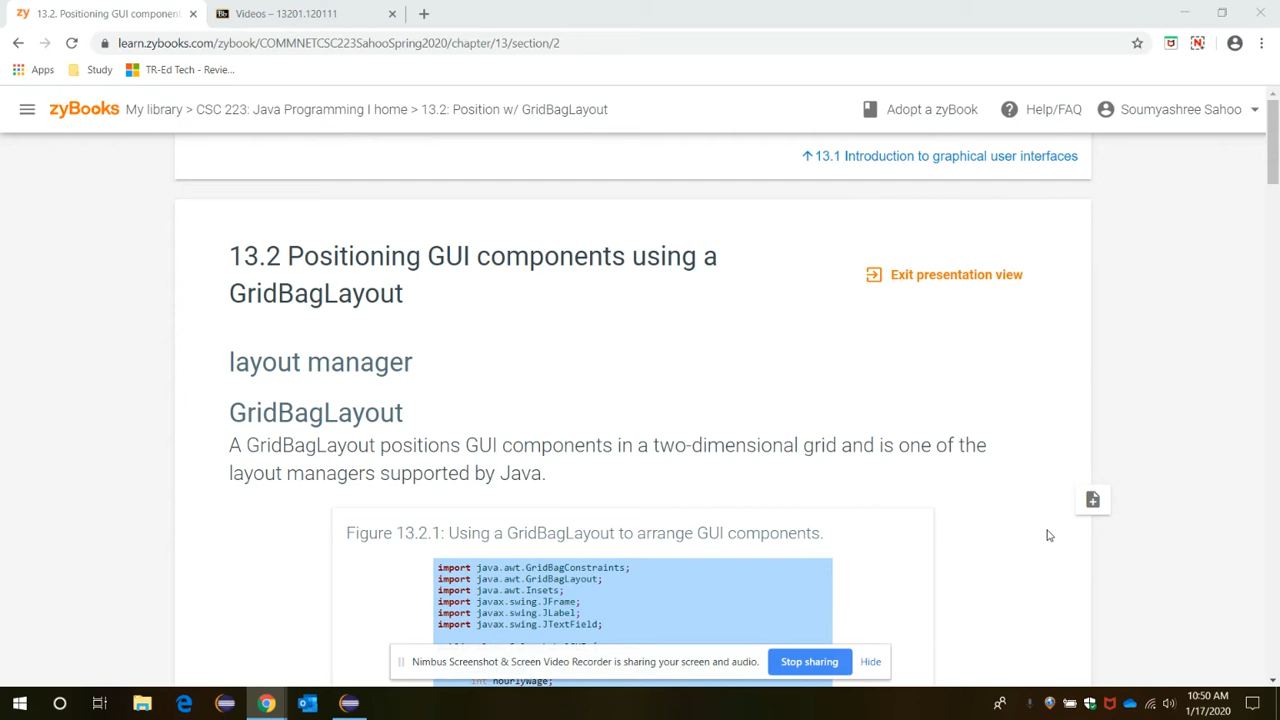 zy 13.2. Positioning GUI component
Bb Videos – 13201.120111
learn.zybooks.com/zybook/COMMNETCSC223SahooSpring2020/chapter/13/section/2
Apps Study TR-Ed Tech - Revie...
zyBooks My library > CSC 223: Java Programming I home > 13.2: Position w/ GridBagLayout
Adopt a zyBook Help/FAQ Soumyashree Sahoo
13.1 Introduction to graphical user interfaces
13.2 Positioning GUI components using a
GridBagLayout
Exit presentation view
layout manager
GridBagLayout
A GridBagLayout positions GUI components in a two-dimensional grid and is one of the
layout managers supported by Java.
Figure 13.2.1: Using a GridBagLayout to arrange GUI components.
import java.awt.GridBagConstraints;
import java.awt.GridBagLayout;
import java.awt.Insets;
import javax.swing.JFrame;
import javax.swing.JLabel;
import javax.swing.JTextField;
Nimbus Screenshot & Screen Video Recorder is sharing your screen and audio. Stop sharing Hide
int hourlyWage;
10:50 AM
1/17/2020